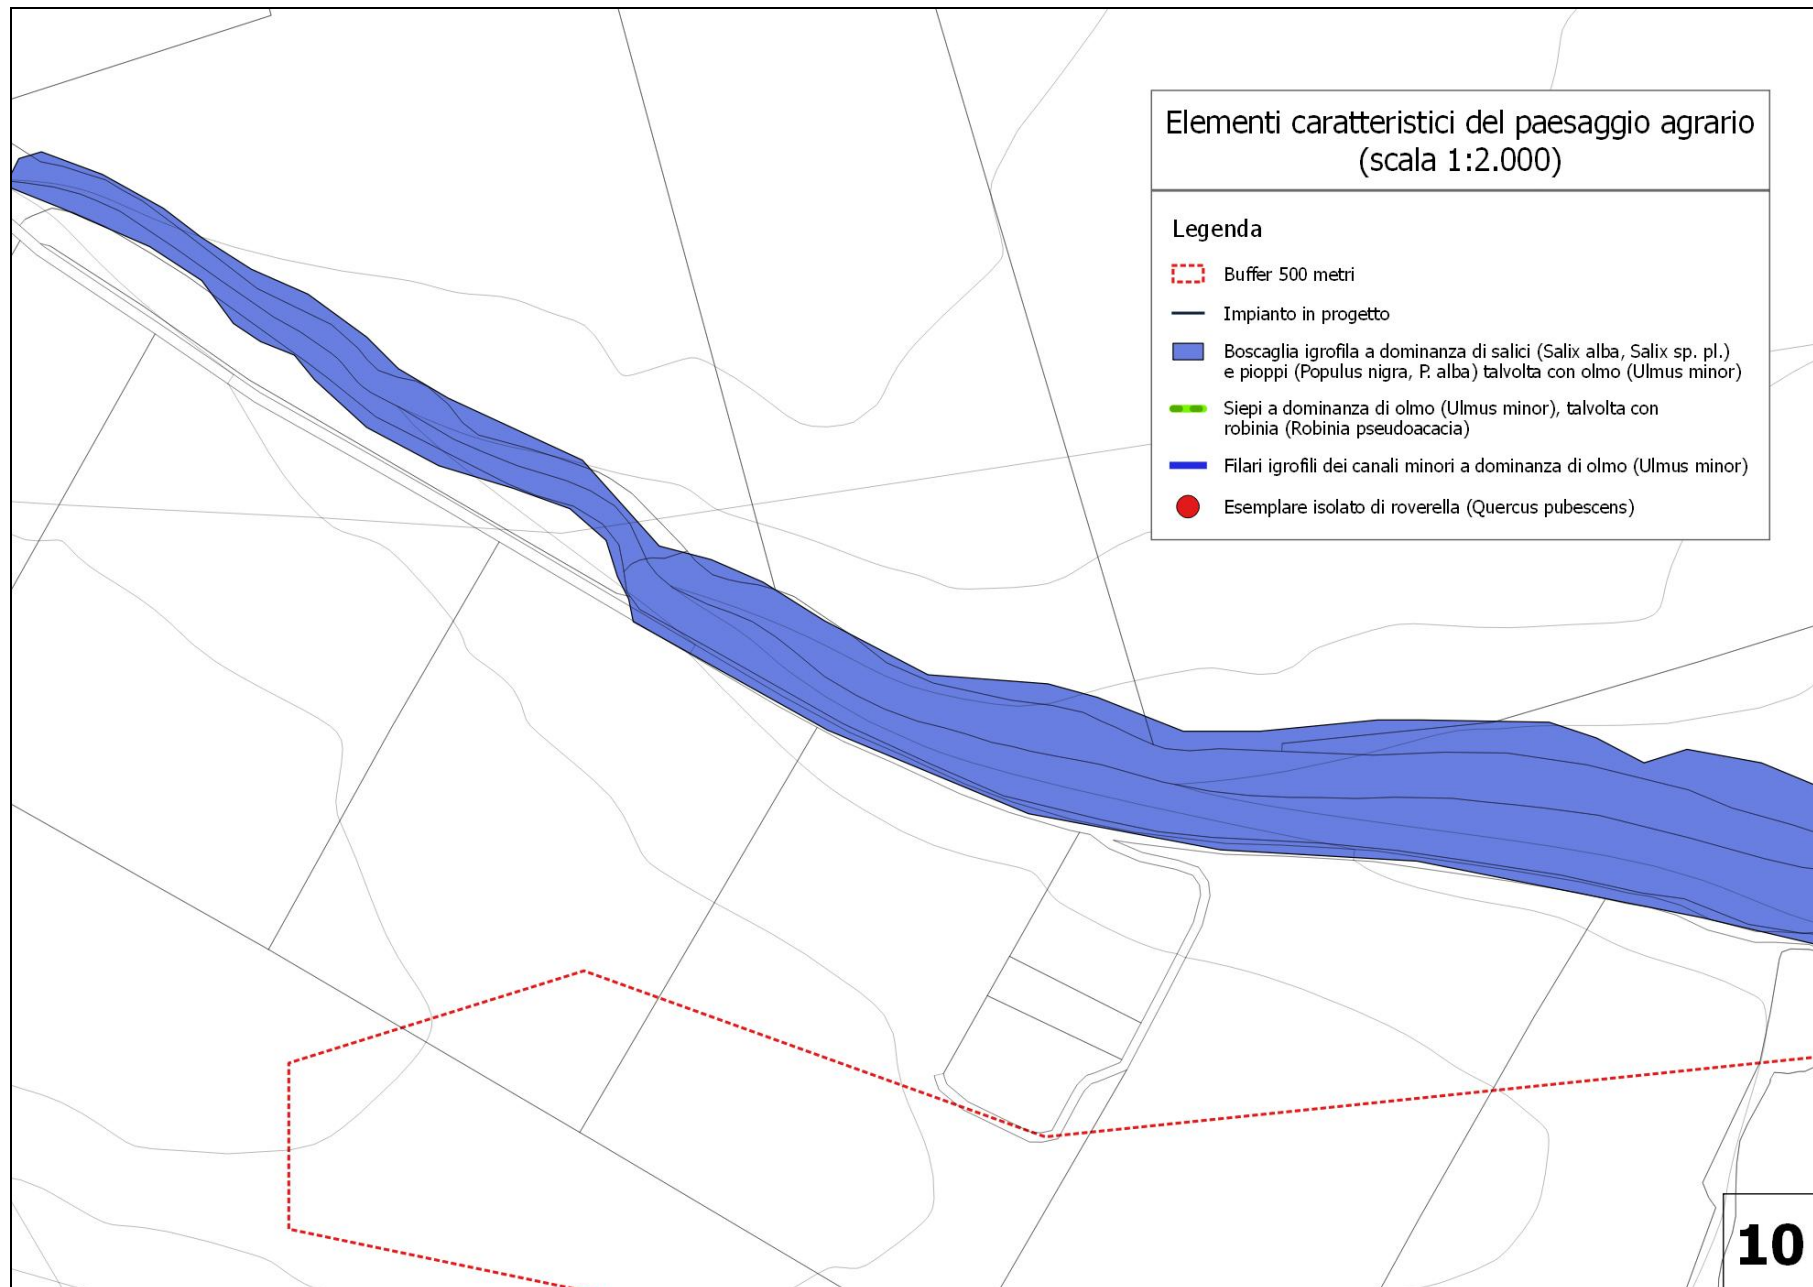 Elementi caratteristici del paesaggio agrario
(scala 1:2.000)
Legenda
Buffer 500 metri
Impianto in progetto
Boscaglia igrofila a dominanza di salici (Salix alba, Salix sp. pl.)
e pioppi (Populus nigra, P. alba) talvolta con olmo (Ulmus minor)
Siepi a dominanza di olmo (Ulmus minor), talvolta con
robinia (Robinia pseudoacacia)
Filari igrofili dei canali minori a dominanza di olmo (Ulmus minor)
Esemplare isolato di roverella (Quercus pubescens)
10